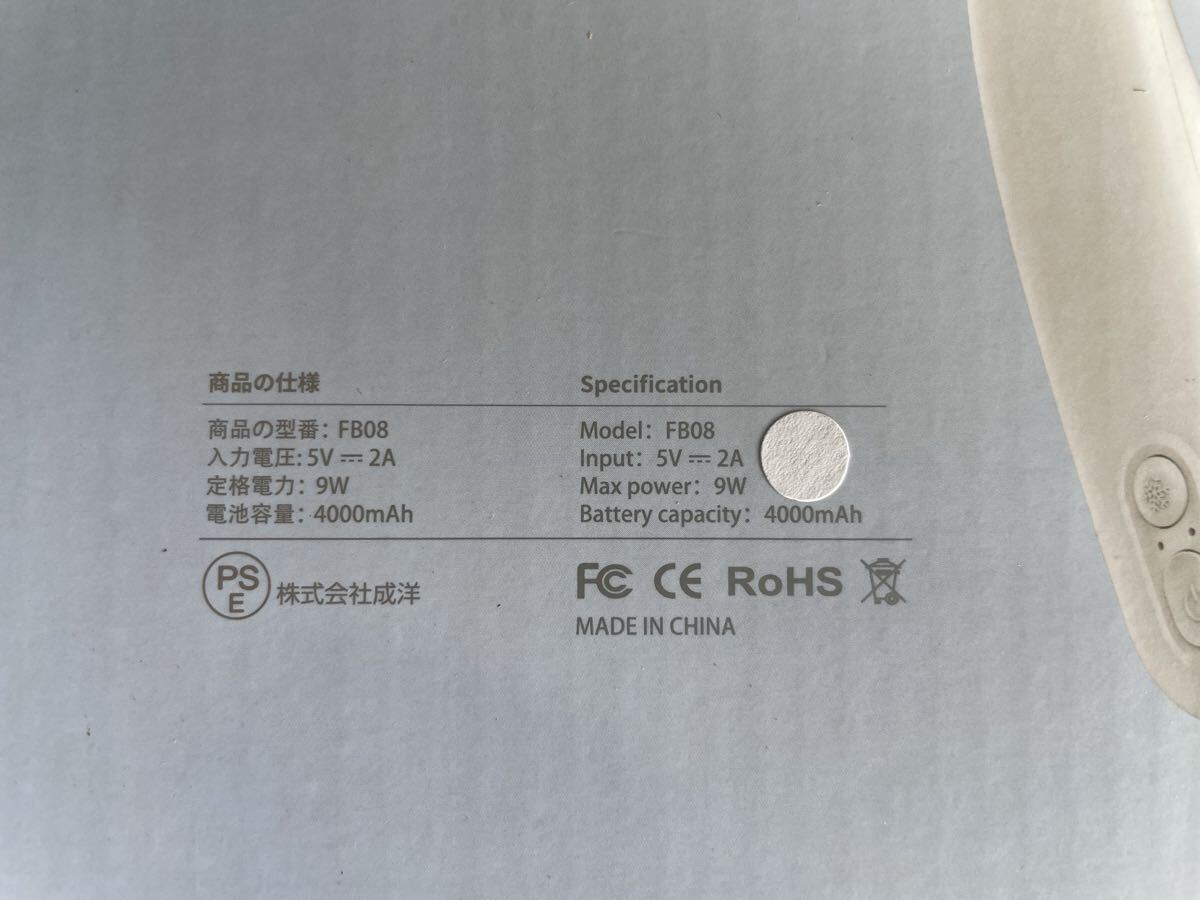 商品の仕様
商品の型番: FB08
入力電圧: 5V ⎓ 2A
定格電力: 9W
電池容量: 4000mAh
PS
E
株式会社成洋
Specification
Model: FB08
Input: 5V ⎓ 2A
Max power: 9W
Battery capacity: 4000mAh
FC CE RoHS
MADE IN CHINA